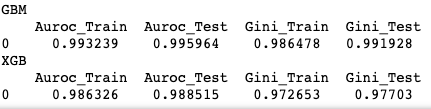 GBM
Auroc_Train Auroc_Test Gini_Train Gini_Test
0 0.993239 0.995964 0.986478 0.991928
XGB
Auroc_Train Auroc_Test Gini_Train Gini_Test
0 0.986326 0.988515 0.972653 0.97703